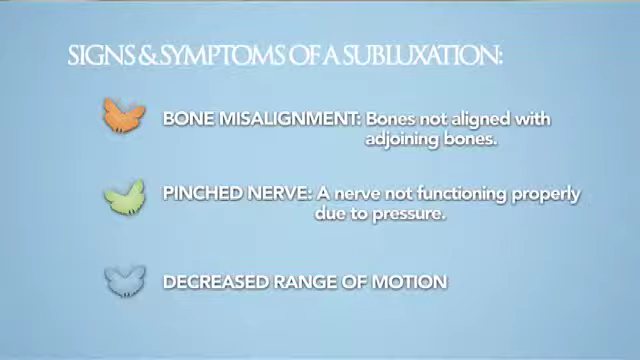 SIGNS & SYMPTOMS OF A SUBLUXATION:
BONE MISALIGNMENT: Bones not aligned with
adjoining bones.
PINCHED NERVE: A nerve not functioning properly
due to pressure.
DECREASED RANGE OF MOTION